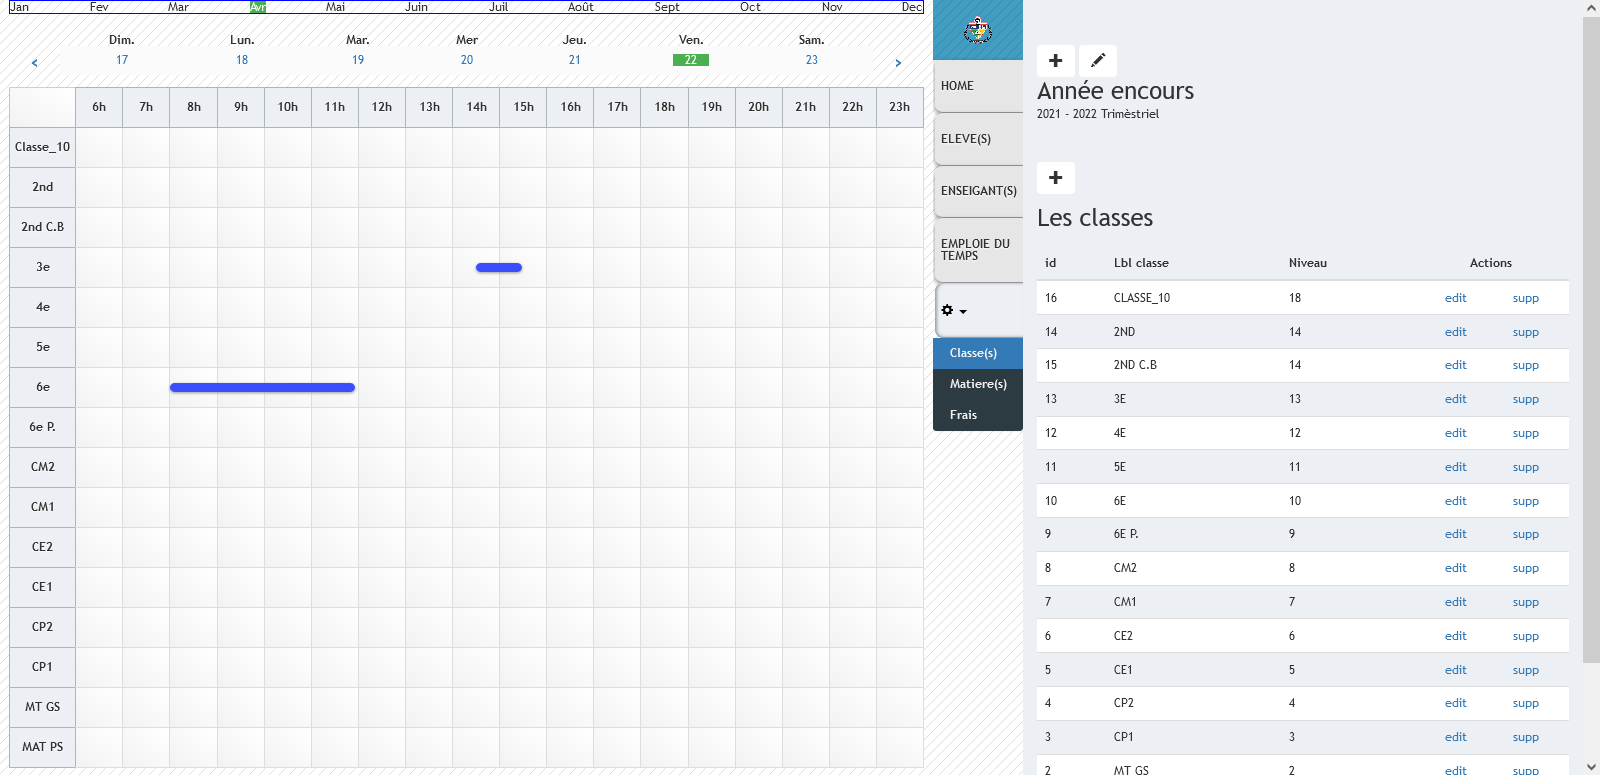 Jan Fev Mar Avr Mai Juin Juil Août Sept Oct Nov Dec
Dim. Lun. Mar. Mer Jeu. Ven. Sam.
< 17 18 19 20 21 22 23 >
6h 7h 8h 9h 10h 11h 12h 13h 14h 15h 16h 17h 18h 19h 20h 21h 22h 23h
Classe_10
2nd
2nd C.B
3e
4e
5e
6e
6e P.
CM2
CM1
CE2
CE1
CP2
CP1
MT GS
MAT PS
HOME
ELEVE(S)
ENSEIGANT(S)
EMPLOIE DU
TEMPS
Classe(s)
Matiere(s)
Frais
Année encours
2021 - 2022 Trimèstriel
Les classes
id Lbl classe Niveau Actions
16 CLASSE_10 18 edit supp
14 2ND 14 edit supp
15 2ND C.B 14 edit supp
13 3E 13 edit supp
12 4E 12 edit supp
11 5E 11 edit supp
10 6E 10 edit supp
9 6E P. 9 edit supp
8 CM2 8 edit supp
7 CM1 7 edit supp
6 CE2 6 edit supp
5 CE1 5 edit supp
4 CP2 4 edit supp
3 CP1 3 edit supp
2 MT GS 2 edit supp